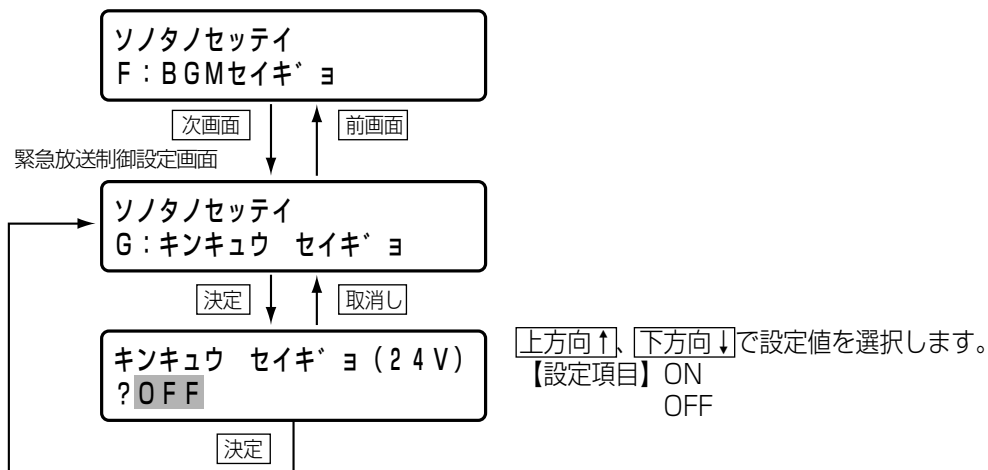 ソノタノセッテイ
F:BGMセイギョ
次画面 前画面
緊急放送制御設定画面
ソノタノセッテイ
G:キンキュウ セイギョ
決定 取消し
キンキュウ セイギョ(24V)
?OFF
上方向↑、下方向↓で設定値を選択します。
【設定項目】ON
OFF
決定